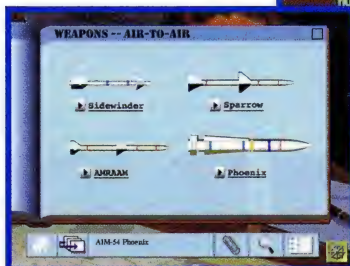 WEAPONS -- AIR-TO-AIR
Sidewinder
Sparrow
AMRAAM
Phoenix
AIM-54 Phoenix